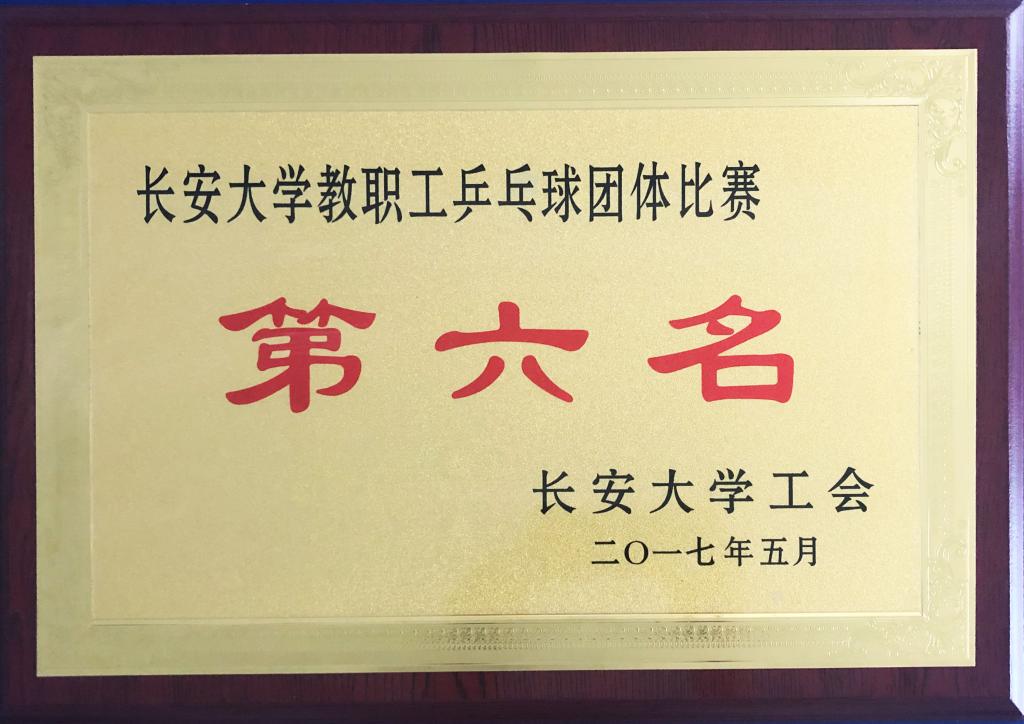 长安大学教职工乒乓球团体比赛
第六名
长安大学工会
二〇一七年五月